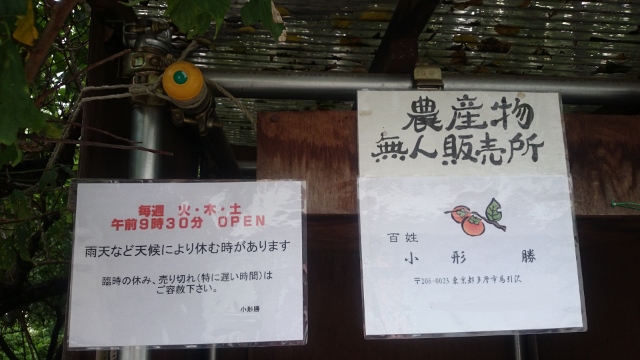 農産物
無人販売所
百姓
小形 勝
〒206-0023 東京都多摩市馬引沢
毎週 火・木・土
午前9時30分 OPEN
雨天など天候により休む時があります
臨時の休み、売り切れ(特に遅い時間)は
ご容赦下さい。
小形勝